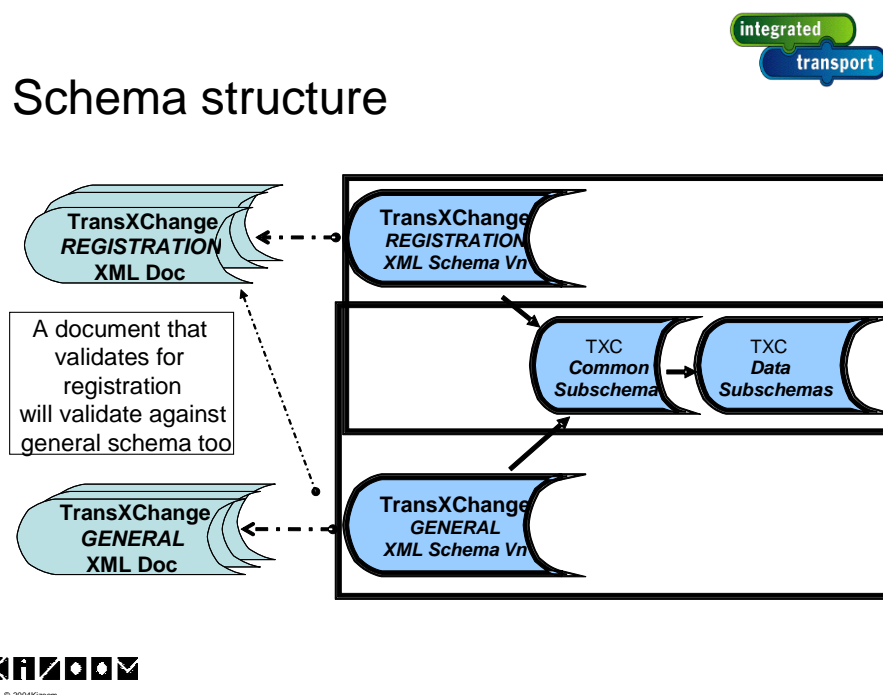 integrated
transport
Schema structure
TransXChange
REGISTRATION
XML Doc
TransXChange
REGISTRATION
XML Schema Vn
A document that
validates for
registration
will validate against
general schema too
TXC
Common
Subschema
TXC
Data
Subschemas
TransXChange
GENERAL
XML Doc
TransXChange
GENERAL
XML Schema Vn
KIZOOM
© 2004Kizoom